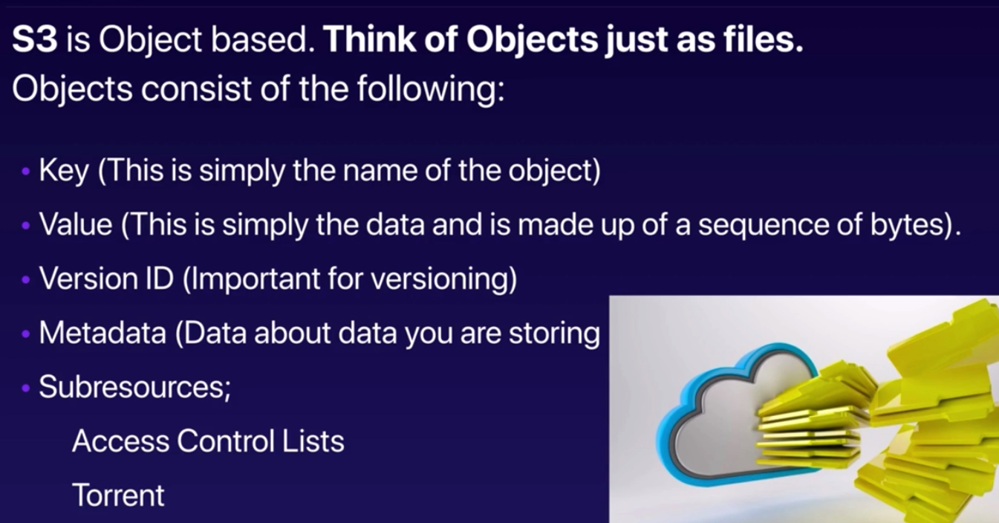 S3 is Object based. Think of Objects just as files.
Objects consist of the following:
• Key (This is simply the name of the object)
• Value (This is simply the data and is made up of a sequence of bytes).
• Version ID (Important for versioning)
• Metadata (Data about data you are storing
• Subresources;
Access Control Lists
Torrent